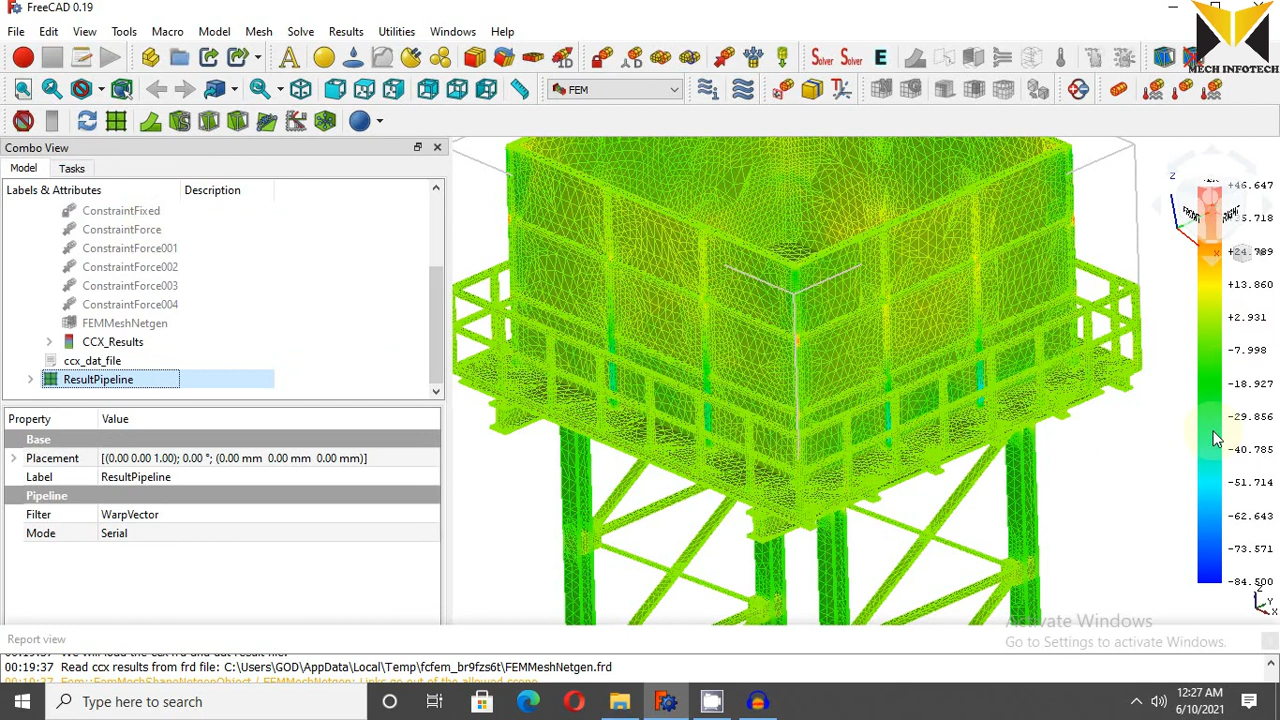 FreeCAD 0.19
File Edit View Tools Macro Model Mesh Solve Results Utilities Windows Help
Solver Solver E
FEM
MECH INFOTECH
Combo View
Model Tasks
Labels & Attributes Description
ConstraintFixed
ConstraintForce
ConstraintForce001
ConstraintForce002
ConstraintForce003
ConstraintForce004
FEMMeshNetgen
CCX_Results
ccx_dat_file
ResultPipeline
Property Value
Base
Placement [(0.00 0.00 1.00); 0.00 °; (0.00 mm 0.00 mm 0.00 mm)]
Label ResultPipeline
Pipeline
Filter WarpVector
Mode Serial
+46.647
+24.789
+13.860
+2.931
-7.998
-18.927
-29.856
-40.785
-51.714
-62.643
-73.571
-84.500
Z
X
Z
Y
X
Activate Windows
Go to Settings to activate Windows.
Report view
00:19:37 Read ccx results from frd file: C:\Users\GOD\AppData\Local\Temp\fcfem_br9fzs6t\FEMMeshNetgen.frd
Type here to search
12:27 AM
6/10/2021